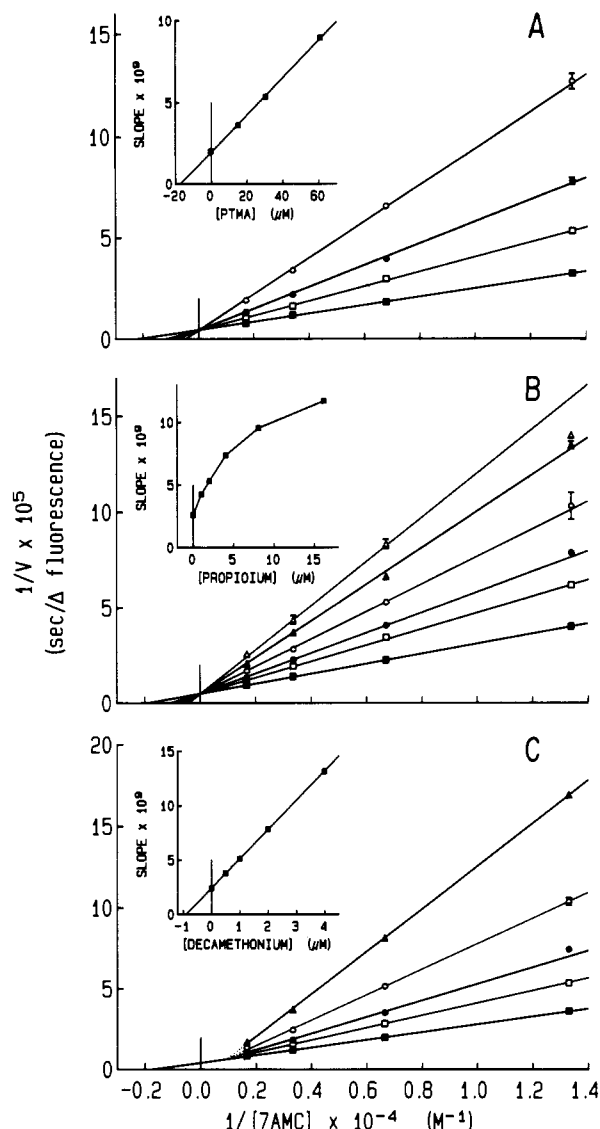 A
15
10
5
0
10
5
0
SLOPE x 10⁹
-20 0 20 40 60
[PTMA] (μM)
B
15
10
5
0
10
5
0
SLOPE x 10⁹
0 5 10 15
[PROPIDIUM] (μM)
1/V x 10⁵
(sec/Δ fluorescence)
C
20
15
10
5
0
15
10
5
0
SLOPE x 10⁹
-1 0 1 2 3 4
[DECAMETHONIUM] (μM)
-0.2 0.0 0.2 0.4 0.6 0.8 1.0 1.2 1.4
1/[7AMC] x 10⁻⁴ (M⁻¹)